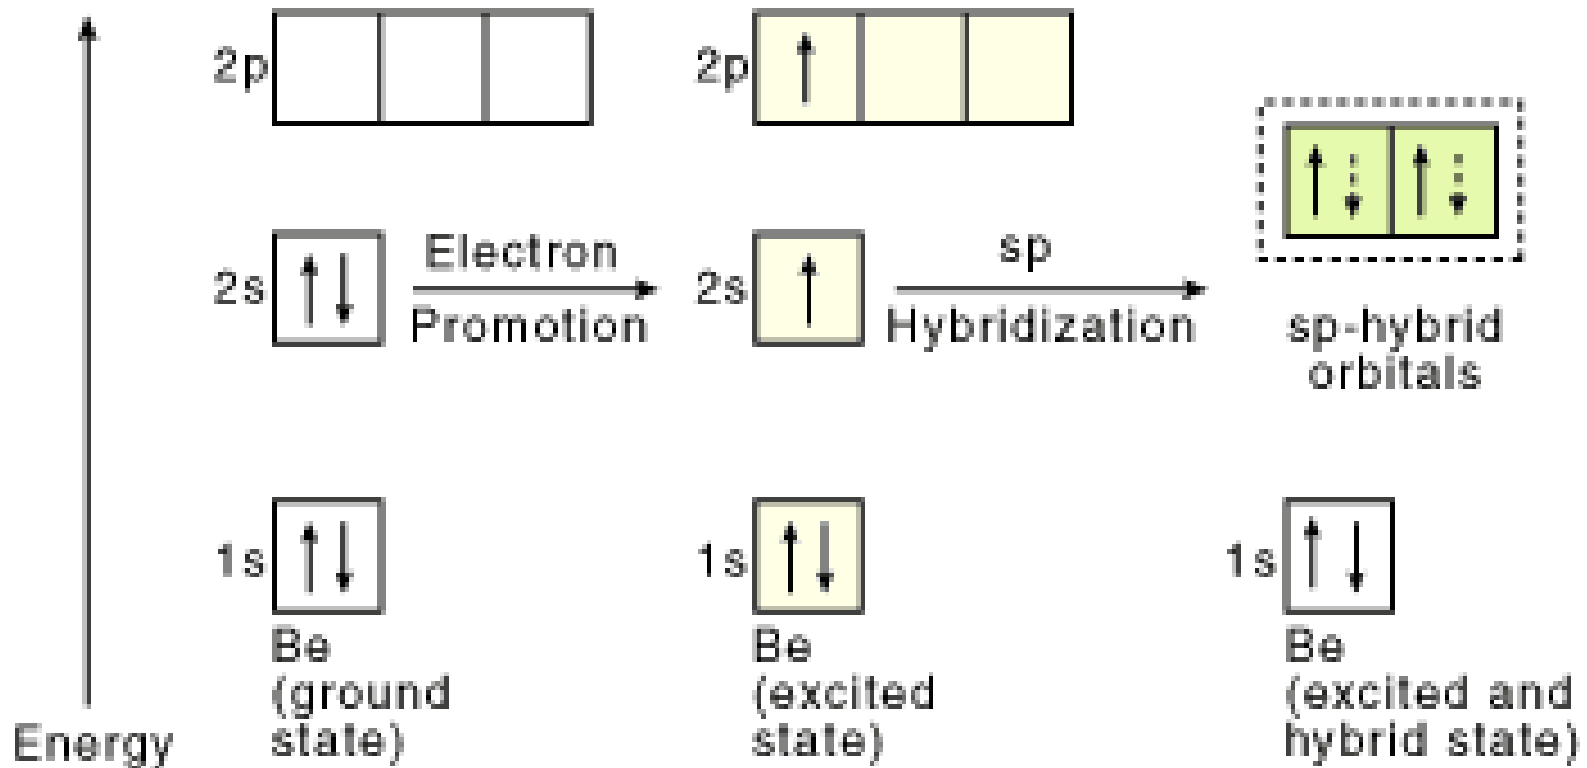 2p
2p
2s
Electron
Promotion
2s
sp
Hybridization
sp-hybrid
orbitals
1s
1s
1s
Be
(ground
state)
Be
(excited
state)
Be
(excited and
hybrid state)
Energy